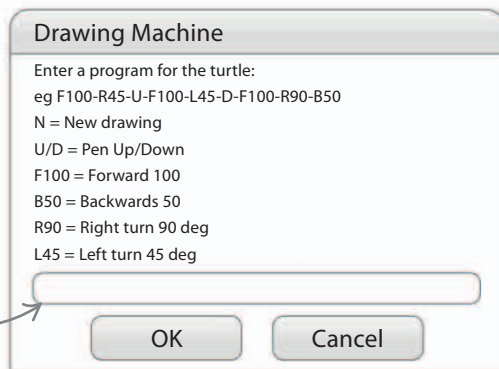 Drawing Machine
Enter a program for the turtle:
eg F100-R45-U-F100-L45-D-F100-R90-B50
N = New drawing
U/D = Pen Up/Down
F100 = Forward 100
B50 = Backwards 50
R90 = Right turn 90 deg
L45 = Left turn 45 deg
OK
Cancel